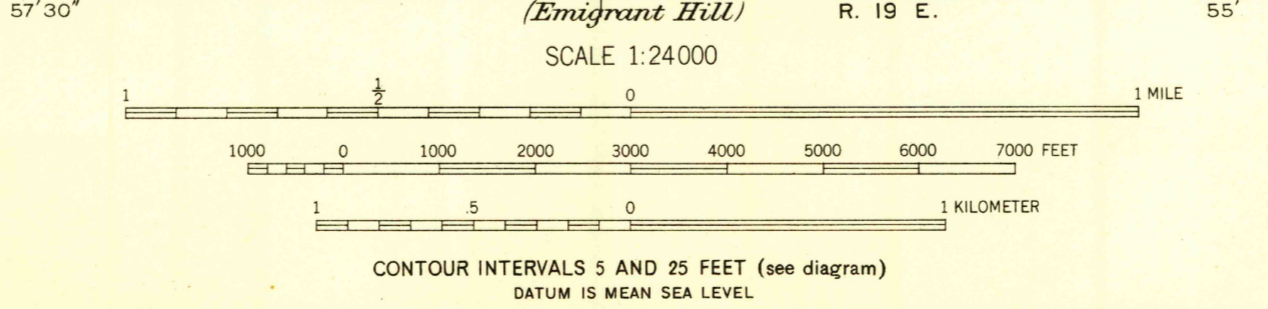 57'30" (Emigrant Hill) R. 19 E. 55'
SCALE 1:24000
1 1/2 0 1 MILE
1000 0 1000 2000 3000 4000 5000 6000 7000 FEET
1 .5 0 1 KILOMETER
CONTOUR INTERVALS 5 AND 25 FEET (see diagram)
DATUM IS MEAN SEA LEVEL